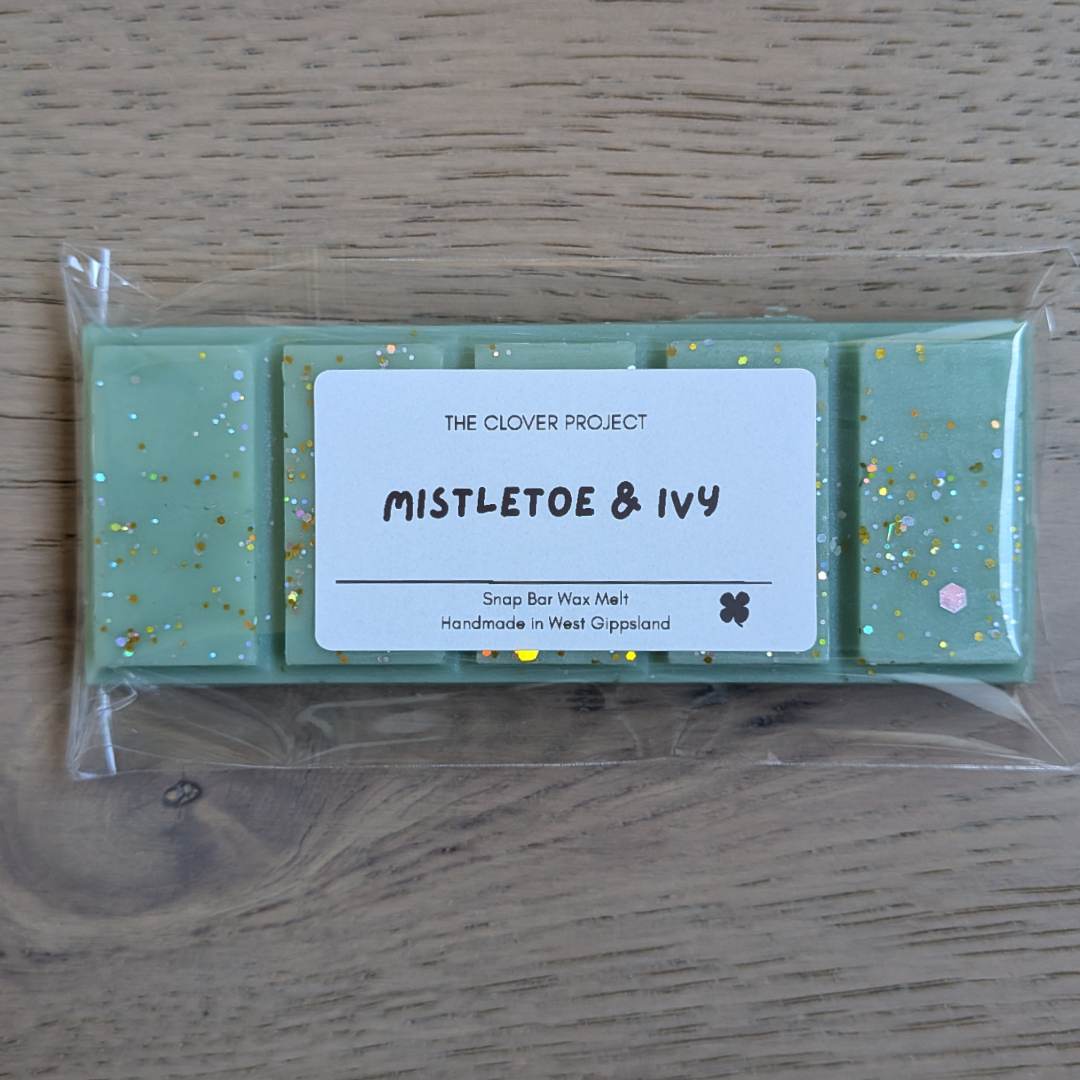 THE CLOVER PROJECT
MISTLETOE & IVY
Snap Bar Wax Melt
Handmade in West Gippsland